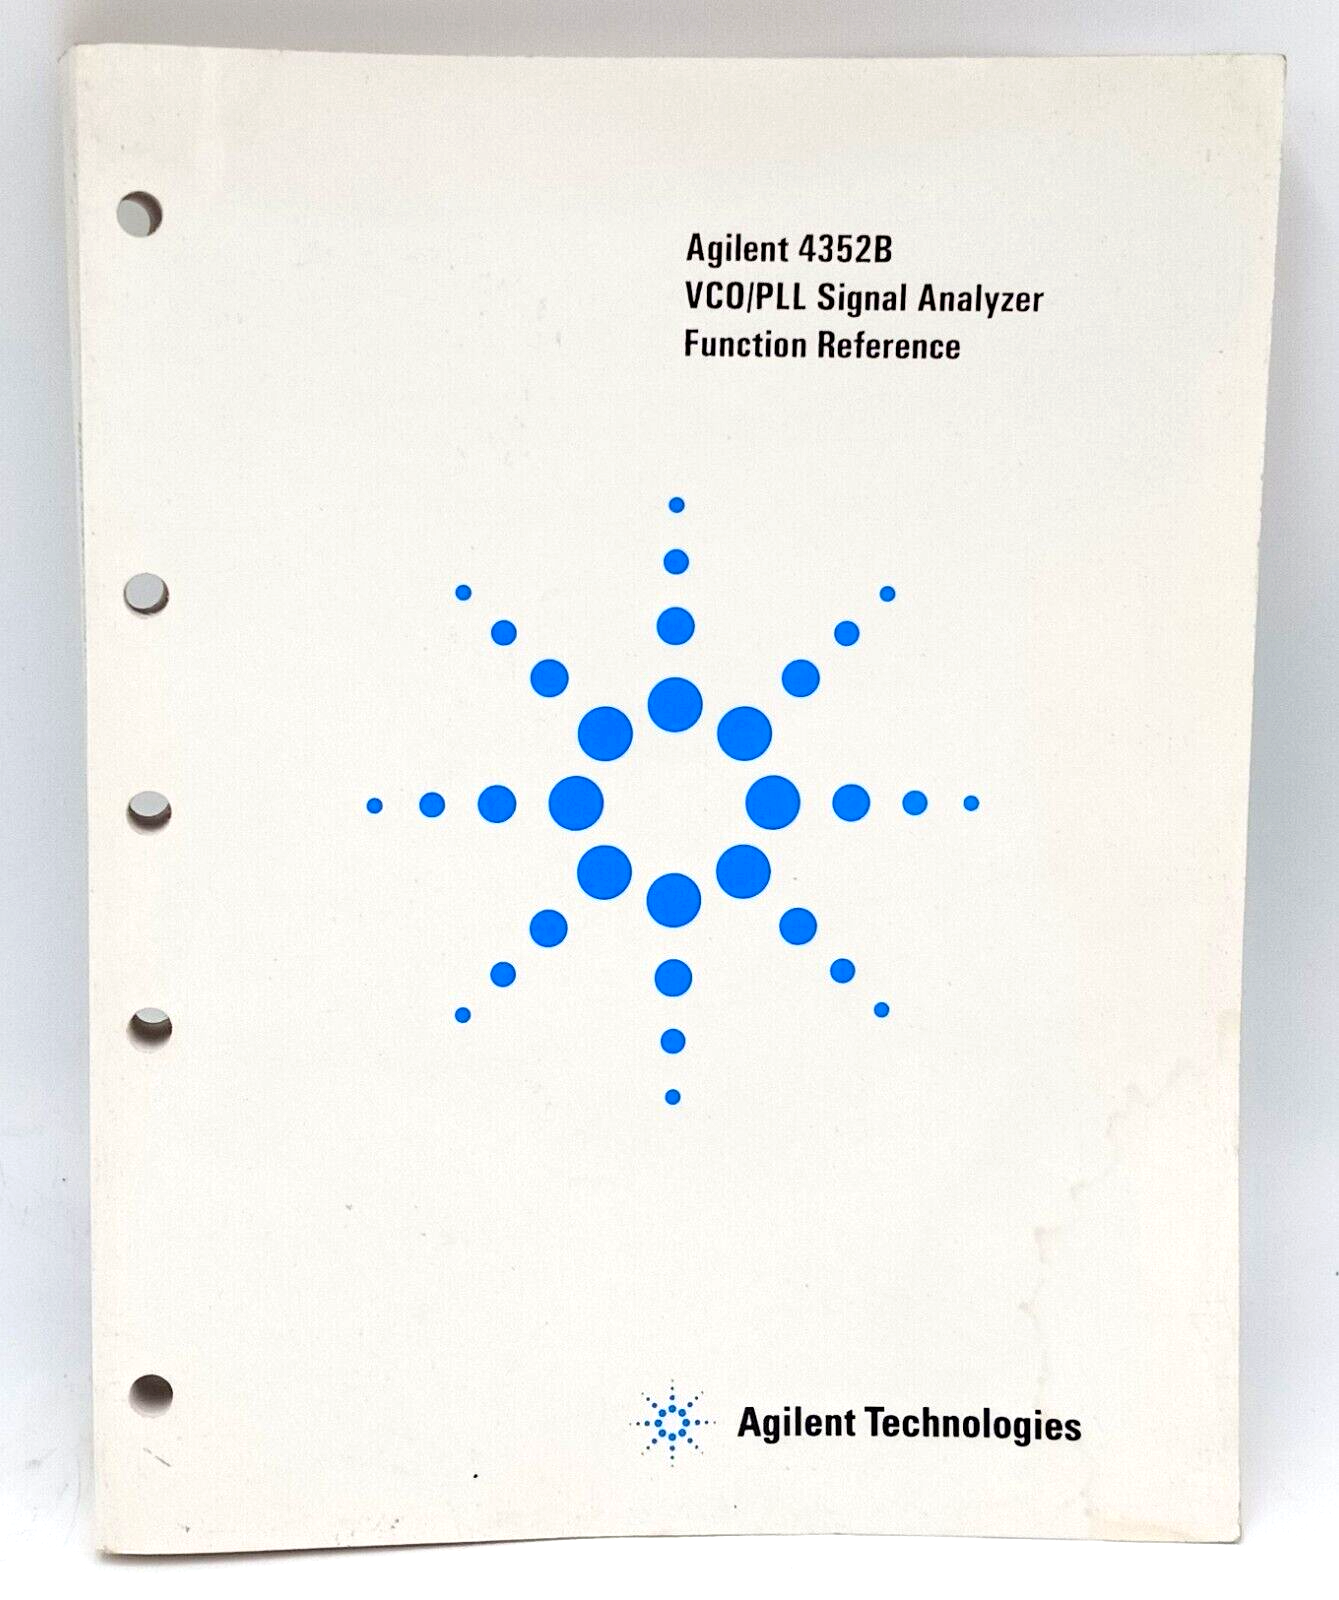 Agilent 4352B
VCO/PLL Signal Analyzer
Function Reference
Agilent Technologies